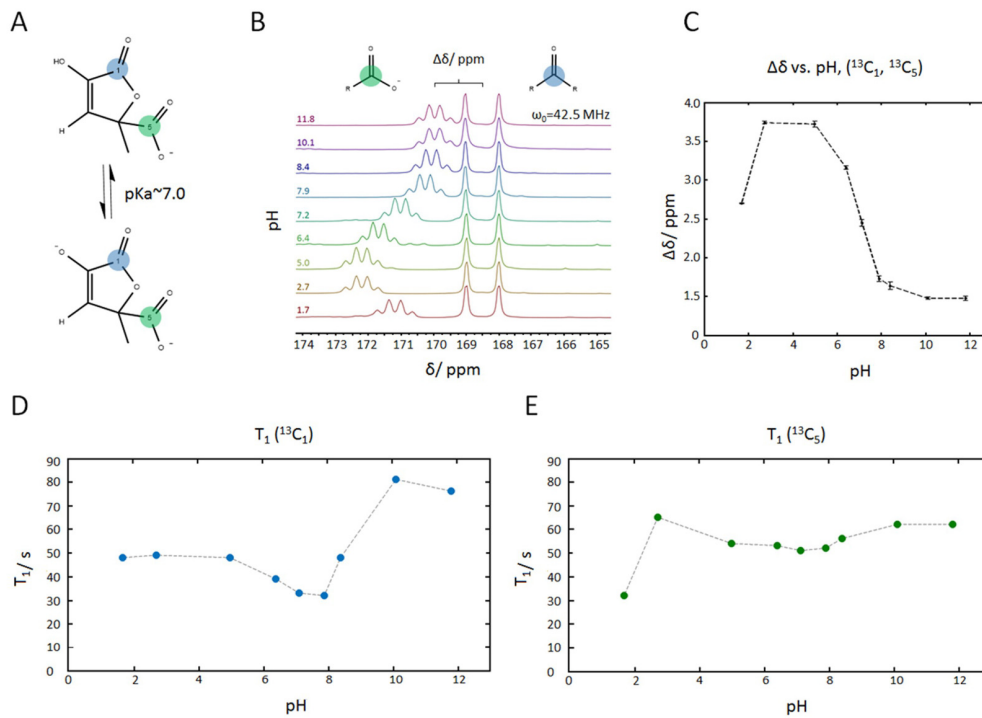 A
HO
O
1
O
H
5
O
O
-
pKa~7.0
-
O
O
1
O
H
5
O
O
-
B
O
R
O
-
Δδ/ ppm
O
R
R
ω₀=42.5 MHz
pH
11.8
10.1
8.4
7.9
7.2
6.4
5.0
2.7
1.7
174 173 172 171 170 169 168 167 166 165
δ/ ppm
C
Δδ vs. pH, (¹³C₁, ¹³C₅)
Δδ/ ppm
4.0
3.5
3.0
2.5
2.0
1.5
1.0
0 2 4 6 8 10 12
pH
D
T₁ (¹³C₁)
T₁/ s
90
80
70
60
50
40
30
20
10
0
0 2 4 6 8 10 12
pH
E
T₁ (¹³C₅)
T₁/ s
90
80
70
60
50
40
30
20
10
0
0 2 4 6 8 10 12
pH